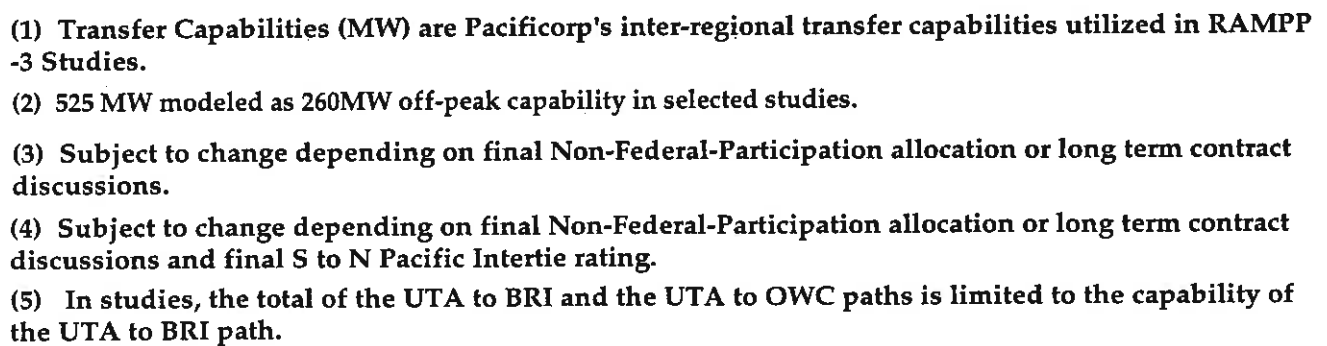 (1) Transfer Capabilities (MW) are Pacificorp's inter-regional transfer capabilities utilized in RAMPP
-3 Studies.
(2) 525 MW modeled as 260MW off-peak capability in selected studies.
(3) Subject to change depending on final Non-Federal-Participation allocation or long term contract
discussions.
(4) Subject to change depending on final Non-Federal-Participation allocation or long term contract
discussions and final S to N Pacific Intertie rating.
(5) In studies, the total of the UTA to BRI and the UTA to OWC paths is limited to the capability of
the UTA to BRI path.